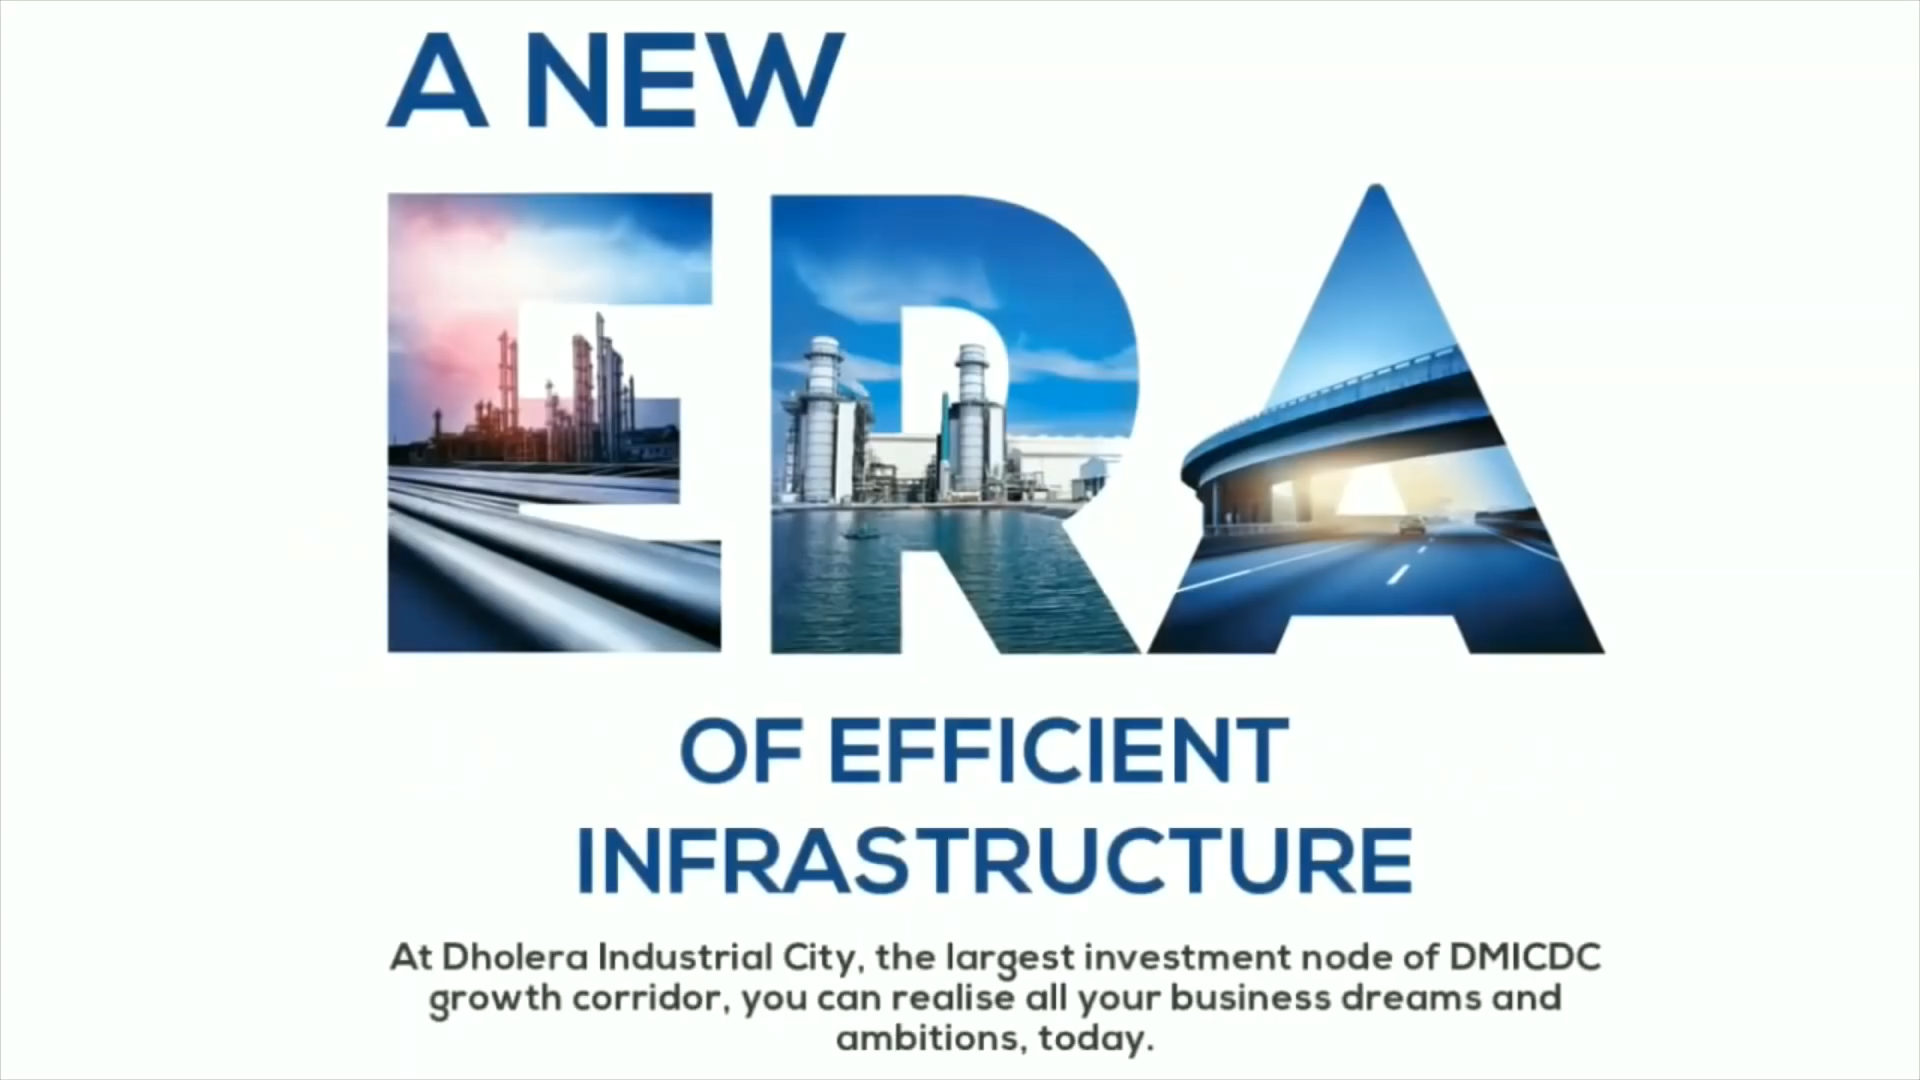 A NEW
ERA
OF EFFICIENT
INFRASTRUCTURE
At Dholera Industrial City, the largest investment node of DMICDC
growth corridor, you can realise all your business dreams and
ambitions, today.